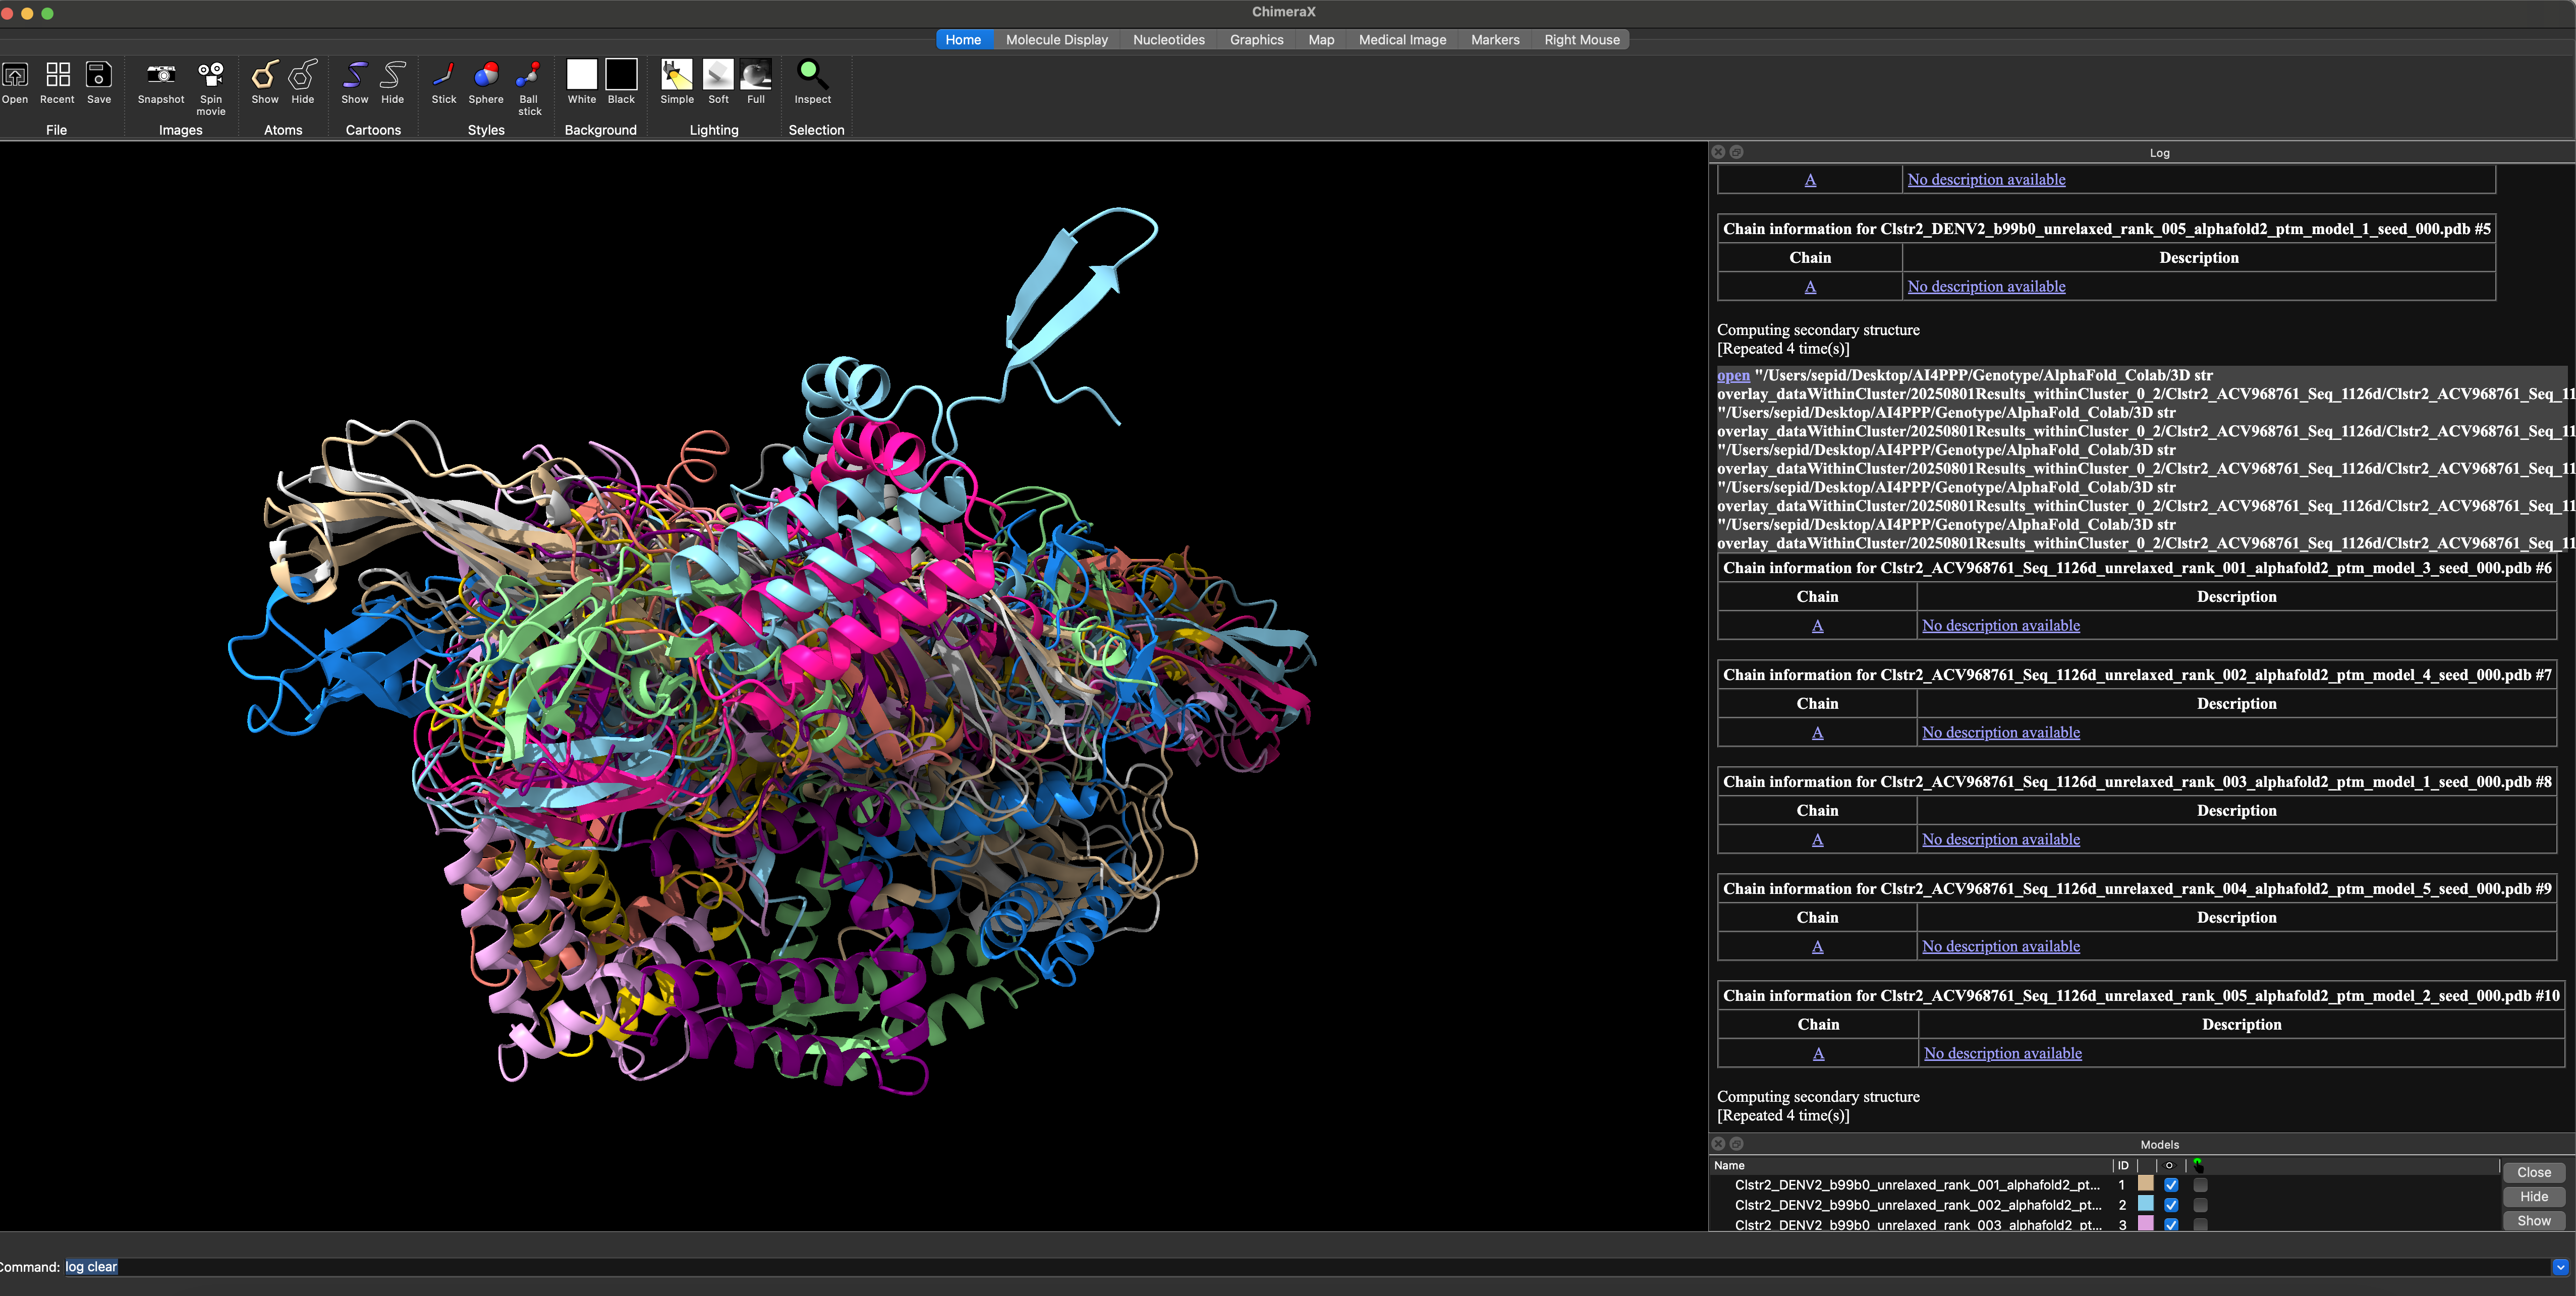 ChimeraX
Home Molecule Display Nucleotides Graphics Map Medical Image Markers Right Mouse
Open Recent Save Snapshot Spin movie Show Hide Show Hide Stick Sphere Ball stick White Black Simple Soft Full Inspect
File Images Atoms Cartoons Styles Background Lighting Selection
Log
A No description available
Chain information for Clstr2_DENV2_b99b0_unrelaxed_rank_005_alphafold2_ptm_model_1_seed_000.pdb #5
Chain Description
A No description available
Computing secondary structure
[Repeated 4 time(s)]
open "/Users/sepid/Desktop/AI4PPP/Genotype/AlphaFold_Colab/3D str
overlay_dataWithinCluster/20250801Results_withinCluster_0_2/Clstr2_ACV968761_Seq_1126d/Clstr2_ACV968761_Seq_11
"/Users/sepid/Desktop/AI4PPP/Genotype/AlphaFold_Colab/3D str
overlay_dataWithinCluster/20250801Results_withinCluster_0_2/Clstr2_ACV968761_Seq_1126d/Clstr2_ACV968761_Seq_11
"/Users/sepid/Desktop/AI4PPP/Genotype/AlphaFold_Colab/3D str
overlay_dataWithinCluster/20250801Results_withinCluster_0_2/Clstr2_ACV968761_Seq_1126d/Clstr2_ACV968761_Seq_11
"/Users/sepid/Desktop/AI4PPP/Genotype/AlphaFold_Colab/3D str
overlay_dataWithinCluster/20250801Results_withinCluster_0_2/Clstr2_ACV968761_Seq_1126d/Clstr2_ACV968761_Seq_11
"/Users/sepid/Desktop/AI4PPP/Genotype/AlphaFold_Colab/3D str
overlay_dataWithinCluster/20250801Results_withinCluster_0_2/Clstr2_ACV968761_Seq_1126d/Clstr2_ACV968761_Seq_11
Chain information for Clstr2_ACV968761_Seq_1126d_unrelaxed_rank_001_alphafold2_ptm_model_3_seed_000.pdb #6
Chain Description
A No description available
Chain information for Clstr2_ACV968761_Seq_1126d_unrelaxed_rank_002_alphafold2_ptm_model_4_seed_000.pdb #7
Chain Description
A No description available
Chain information for Clstr2_ACV968761_Seq_1126d_unrelaxed_rank_003_alphafold2_ptm_model_1_seed_000.pdb #8
Chain Description
A No description available
Chain information for Clstr2_ACV968761_Seq_1126d_unrelaxed_rank_004_alphafold2_ptm_model_5_seed_000.pdb #9
Chain Description
A No description available
Chain information for Clstr2_ACV968761_Seq_1126d_unrelaxed_rank_005_alphafold2_ptm_model_2_seed_000.pdb #10
Chain Description
A No description available
Computing secondary structure
[Repeated 4 time(s)]
Models
Name ID
Clstr2_DENV2_b99b0_unrelaxed_rank_001_alphafold2_pt... 1
Clstr2_DENV2_b99b0_unrelaxed_rank_002_alphafold2_pt... 2
Clstr2_DENV2_b99b0_unrelaxed_rank_003_alphafold2_pt... 3
Close
Hide
Show
Command: log clear